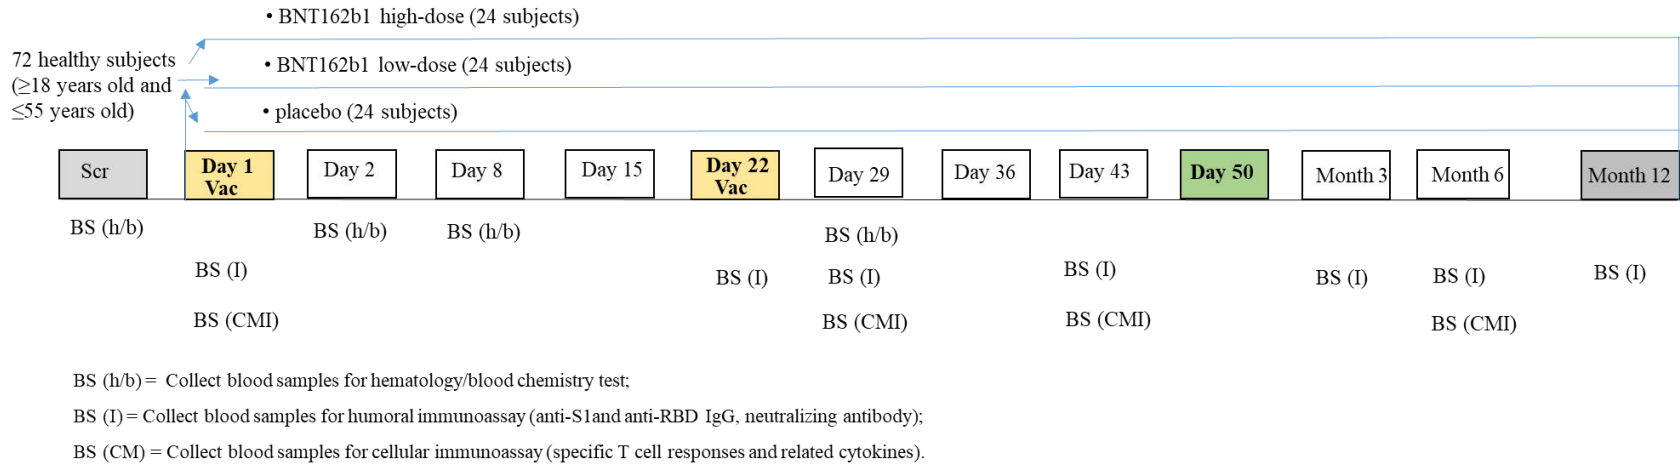 • BNT162b1 high-dose (24 subjects)
72 healthy subjects
(≥18 years old and
≤55 years old)
• BNT162b1 low-dose (24 subjects)
• placebo (24 subjects)
Scr
Day 1
Vac
Day 2
Day 8
Day 15
Day 22
Vac
Day 29
Day 36
Day 43
Day 50
Month 3
Month 6
Month 12
BS (h/b)
BS (h/b)
BS (h/b)
BS (h/b)
BS (I)
BS (I)
BS (I)
BS (I)
BS (I)
BS (I)
BS (I)
BS (CMI)
BS (CMI)
BS (CMI)
BS (CMI)
BS (h/b) = Collect blood samples for hematology/blood chemistry test;
BS (I) = Collect blood samples for humoral immunoassay (anti-S1and anti-RBD IgG, neutralizing antibody);
BS (CM) = Collect blood samples for cellular immunoassay (specific T cell responses and related cytokines).